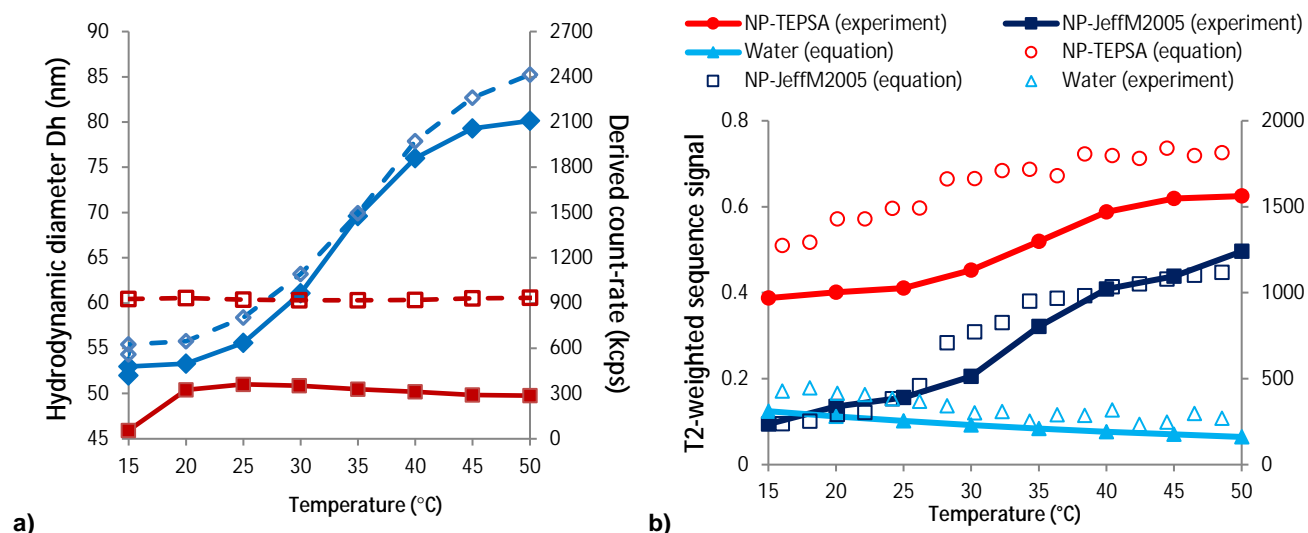 90
85
80
75
70
65
60
55
50
45
Hydrodynamic diameter Dh (nm)
2700
2400
2100
1800
1500
1200
900
600
300
0
Derived count-rate (kcps)
15 20 25 30 35 40 45 50
Temperature (°C)
a)
NP-TEPSA (experiment) NP-JeffM2005 (experiment)
Water (equation) NP-TEPSA (equation)
NP-JeffM2005 (equation) Water (experiment)
0.8
0.6
0.4
0.2
0
T2-weighted sequence signal
2000
1500
1000
500
0
15 20 25 30 35 40 45 50
Temperature (°C)
b)